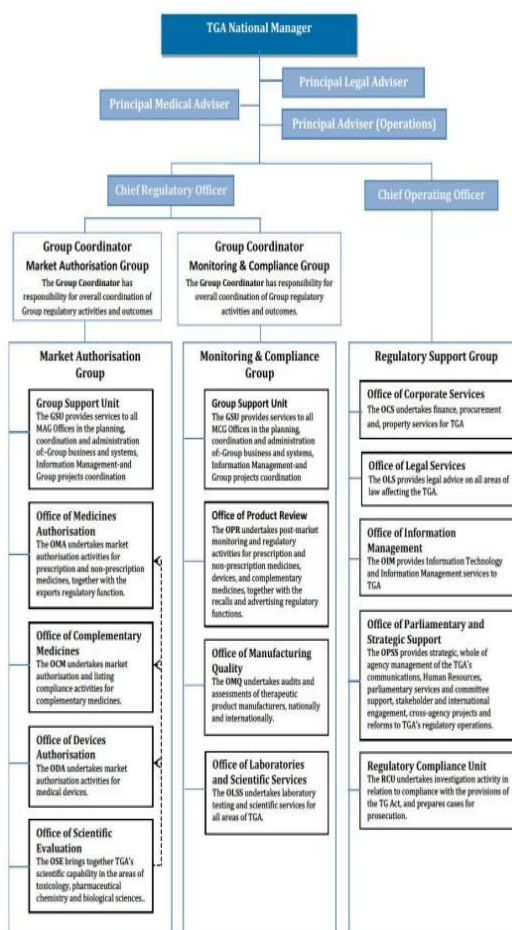 TGA National Manager
Principal Legal Adviser
Principal Medical Adviser
Principal Adviser (Operations)
Chief Regulatory Officer
Chief Operating Officer
Group Coordinator
Market Authorisation Group
The Group Coordinator has
responsibility for overall coordination of
Group regulatory activities and outcomes
Group Coordinator
Monitoring & Compliance Group
The Group Coordinator has responsibility for
overall coordination of Group regulatory
activities and outcomes.
Market Authorisation
Group
Group Support Unit
The GSU provides services to all
MAG Offices in the planning,
coordination and administration
of:-Group business and systems,
Information Management-and
Group projects coordination
Office of Medicines
Authorisation
The OMA undertakes market
authorisation activities for
prescription and non-prescription
medicines, together with the
exports regulatory function.
Office of Complementary
Medicines
The OCM undertakes market
authorisation and listing
compliance activities for
complementary medicines.
Office of Devices
Authorisation
The ODA undertakes market
authorisation activities for
medical devices.
Office of Scientific
Evaluation
The OSE brings together TGA's
scientific capability in the areas of
toxicology, pharmaceutical
chemistry and biological sciences..
Monitoring & Compliance
Group
Group Support Unit
The GSU provides services to all
MCG Offices in the planning,
coordination and administration
of:-Group business and systems,
Information Management-and
Group projects coordination
Office of Product Review
The OPR undertakes post-market
monitoring and regulatory
activities for prescription and
non-prescription medicines,
devices, and complementary
medicines, together with the
recalls and advertising regulatory
functions.
Office of Manufacturing
Quality
The OMQ undertakes audits and
assessments of therapeutic
product manufacturers, nationally
and internationally.
Office of Laboratories
and Scientific Services
The OLSS undertakes laboratory
testing and scientific services for
all areas of TGA.
Regulatory Support Group
Office of Corporate Services
The OCS undertakes finance, procurement
and, property services for TGA
Office of Legal Services
The OLS provides legal advice on all areas of
law affecting the TGA.
Office of Information
Management
The OIM provides Information Technology
and Information Management services to
TGA
Office of Parliamentary and
Strategic Support
The OPSS provides strategic, whole of
agency management of the TGA's
communications, Human Resources,
parliamentary services and committee
support, stakeholder and international
engagement, cross-agency projects and
reforms to TGA's regulatory operations.
Regulatory Compliance Unit
The RCU undertakes investigation activity in
relation to compliance with the provisions of
the TG Act, and prepares cases for
prosecution.